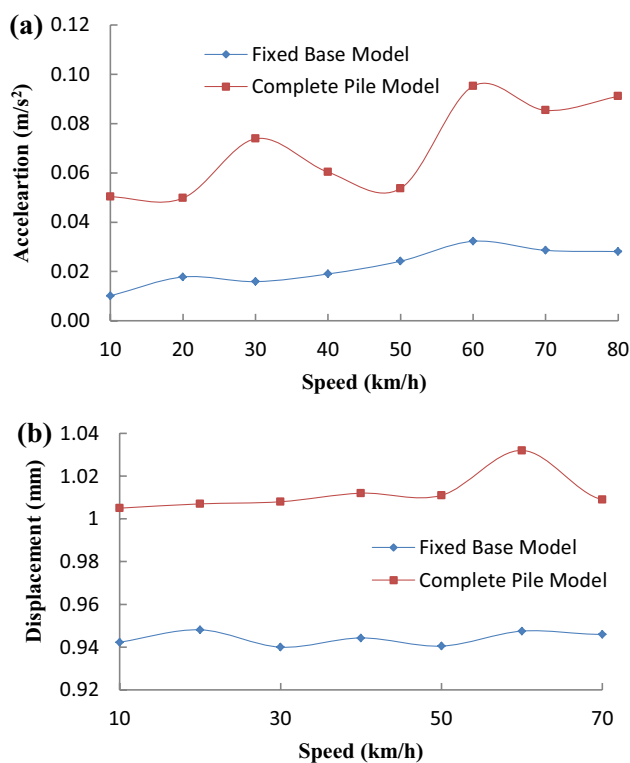 (a)
0.12
0.10
0.08
0.06
0.04
0.02
0.00
Acceleartion (m/s²)
Fixed Base Model
Complete Pile Model
10 20 30 40 50 60 70 80
Speed (km/h)
(b)
1.04
1.02
1
0.98
0.96
0.94
0.92
Displacement (mm)
Fixed Base Model
Complete Pile Model
10 30 50 70
Speed (km/h)